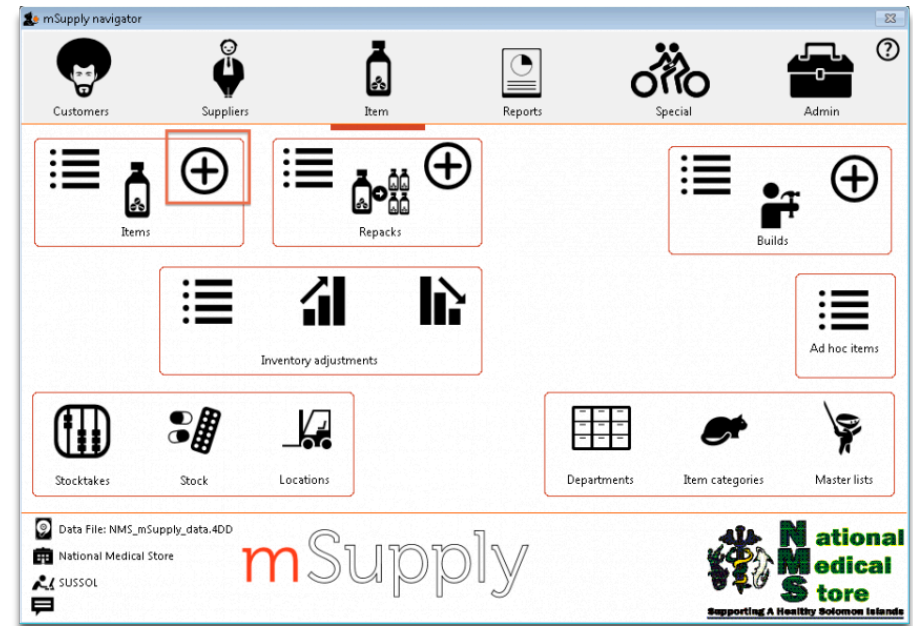 mSupply navigator
Customers
Suppliers
Item
Reports
Special
Admin
?
Items
Repacks
Builds
Inventory adjustments
Ad hoc items
Stocktakes
Stock
Locations
Departments
Item categories
Master lists
Data File: NMS_mSupply_data.4DD
National Medical Store
SUSSOL
mSupply
National
Medical
Store
Supporting A Healthy Solomon Islands